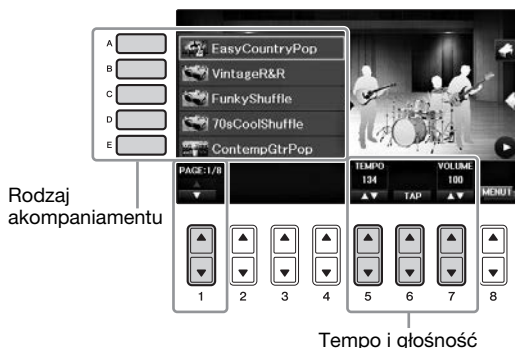 A
EasyCountryPop
B
VintageR&R
C
FunkyShuffle
D
70sCoolShuffle
E
ContempGtrPop
PAGE:1/8
TEMPO
134
TAP
VOLUME
100
MENU1
Rodzaj
akompaniamentu
1 2 3 4 5 6 7 8
Tempo i głośność